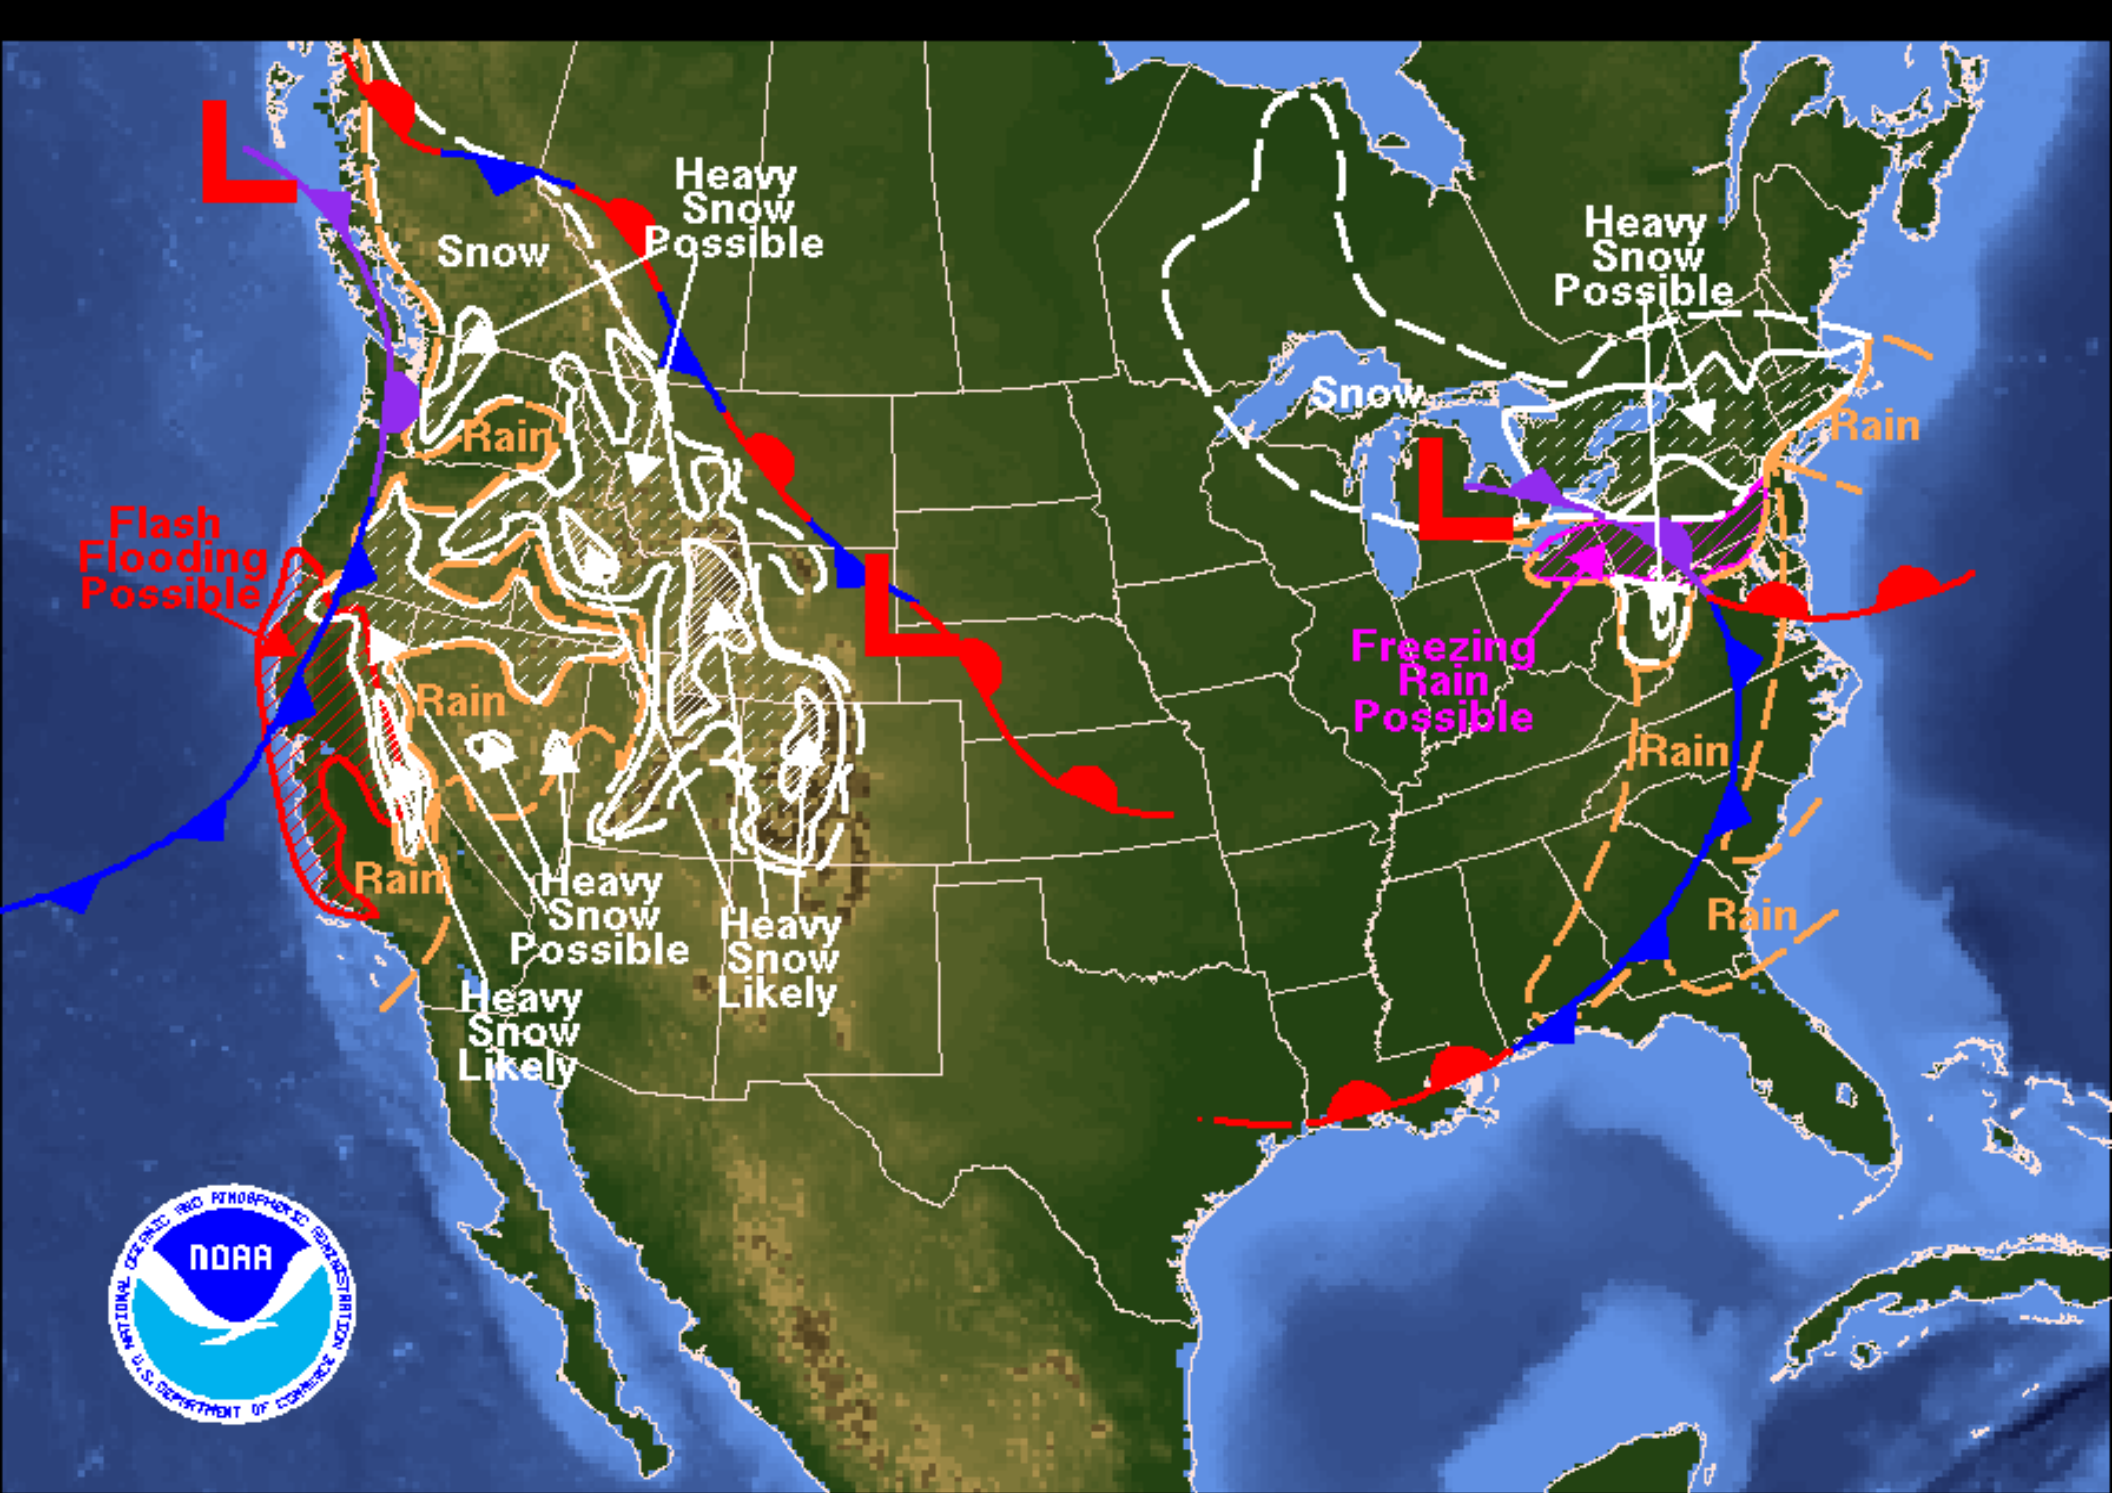 L
Heavy
Snow
Possible
Snow
Heavy
Snow
Possible
Snow
Rain
Rain
L
Flash
Flooding
Possible
L
Freezing
Rain
Possible
Rain
Rain
Rain
Rain
Heavy
Snow
Possible
Heavy
Snow
Likely
Heavy
Snow
Likely
NATIONAL OCEANIC AND ATMOSPHERIC ADMINISTRATION
NOAA
U.S. DEPARTMENT OF COMMERCE